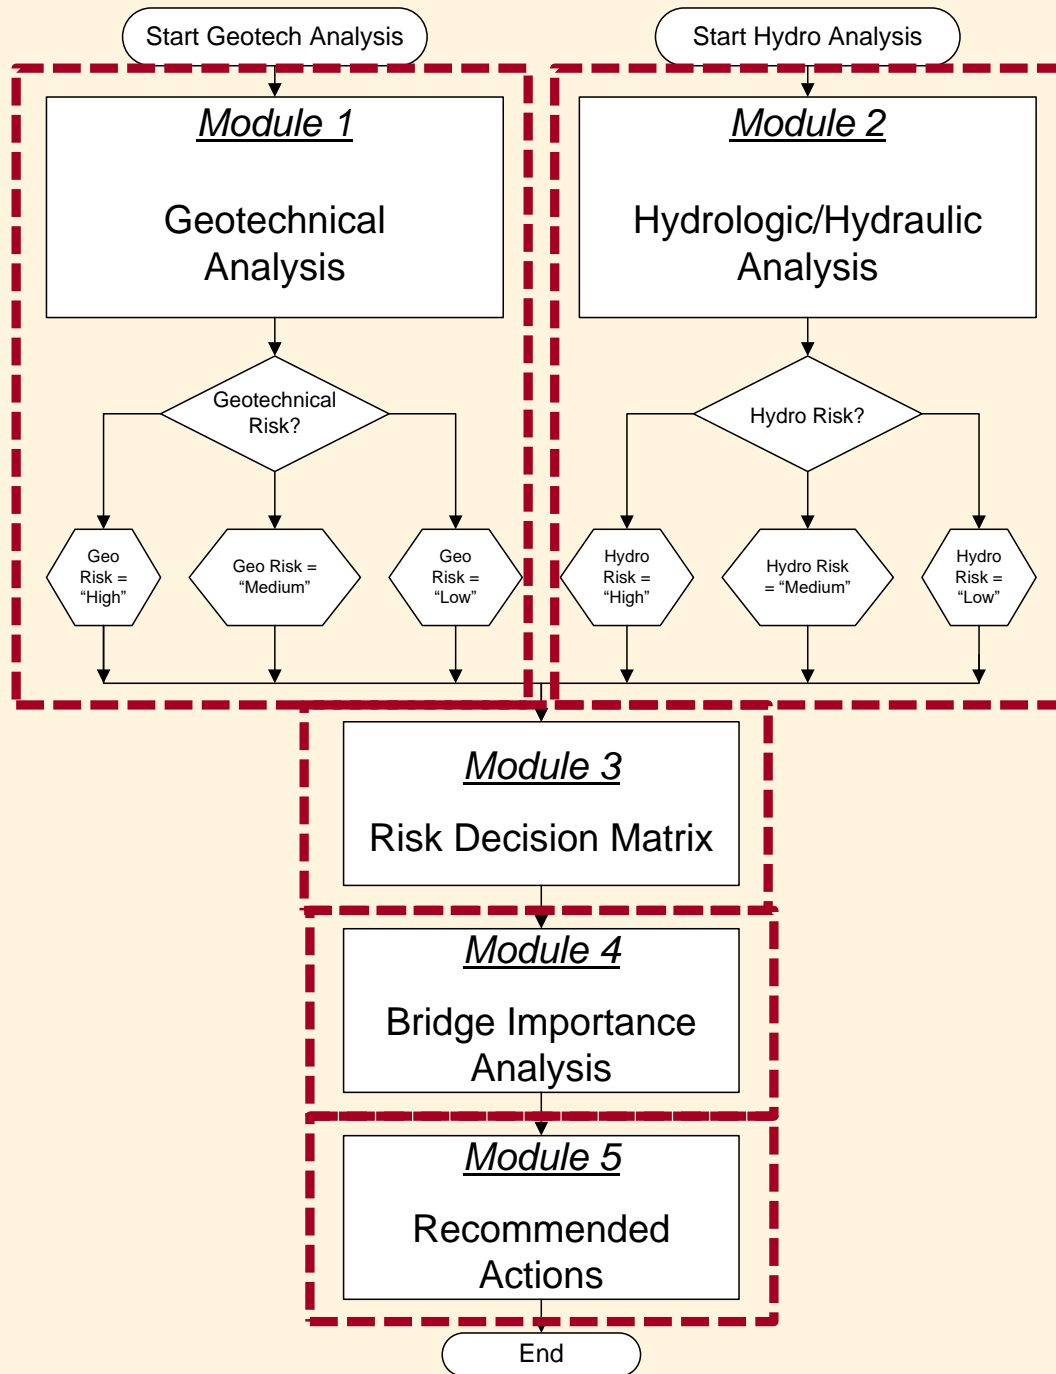 Start Geotech Analysis
Start Hydro Analysis
Module 1
Geotechnical
Analysis
Module 2
Hydrologic/Hydraulic
Analysis
Geotechnical
Risk?
Hydro Risk?
Geo
Risk =
“High”
Geo Risk =
“Medium”
Geo
Risk =
“Low”
Hydro
Risk =
“High”
Hydro Risk
= “Medium”
Hydro
Risk =
“Low”
Module 3
Risk Decision Matrix
Module 4
Bridge Importance
Analysis
Module 5
Recommended
Actions
End